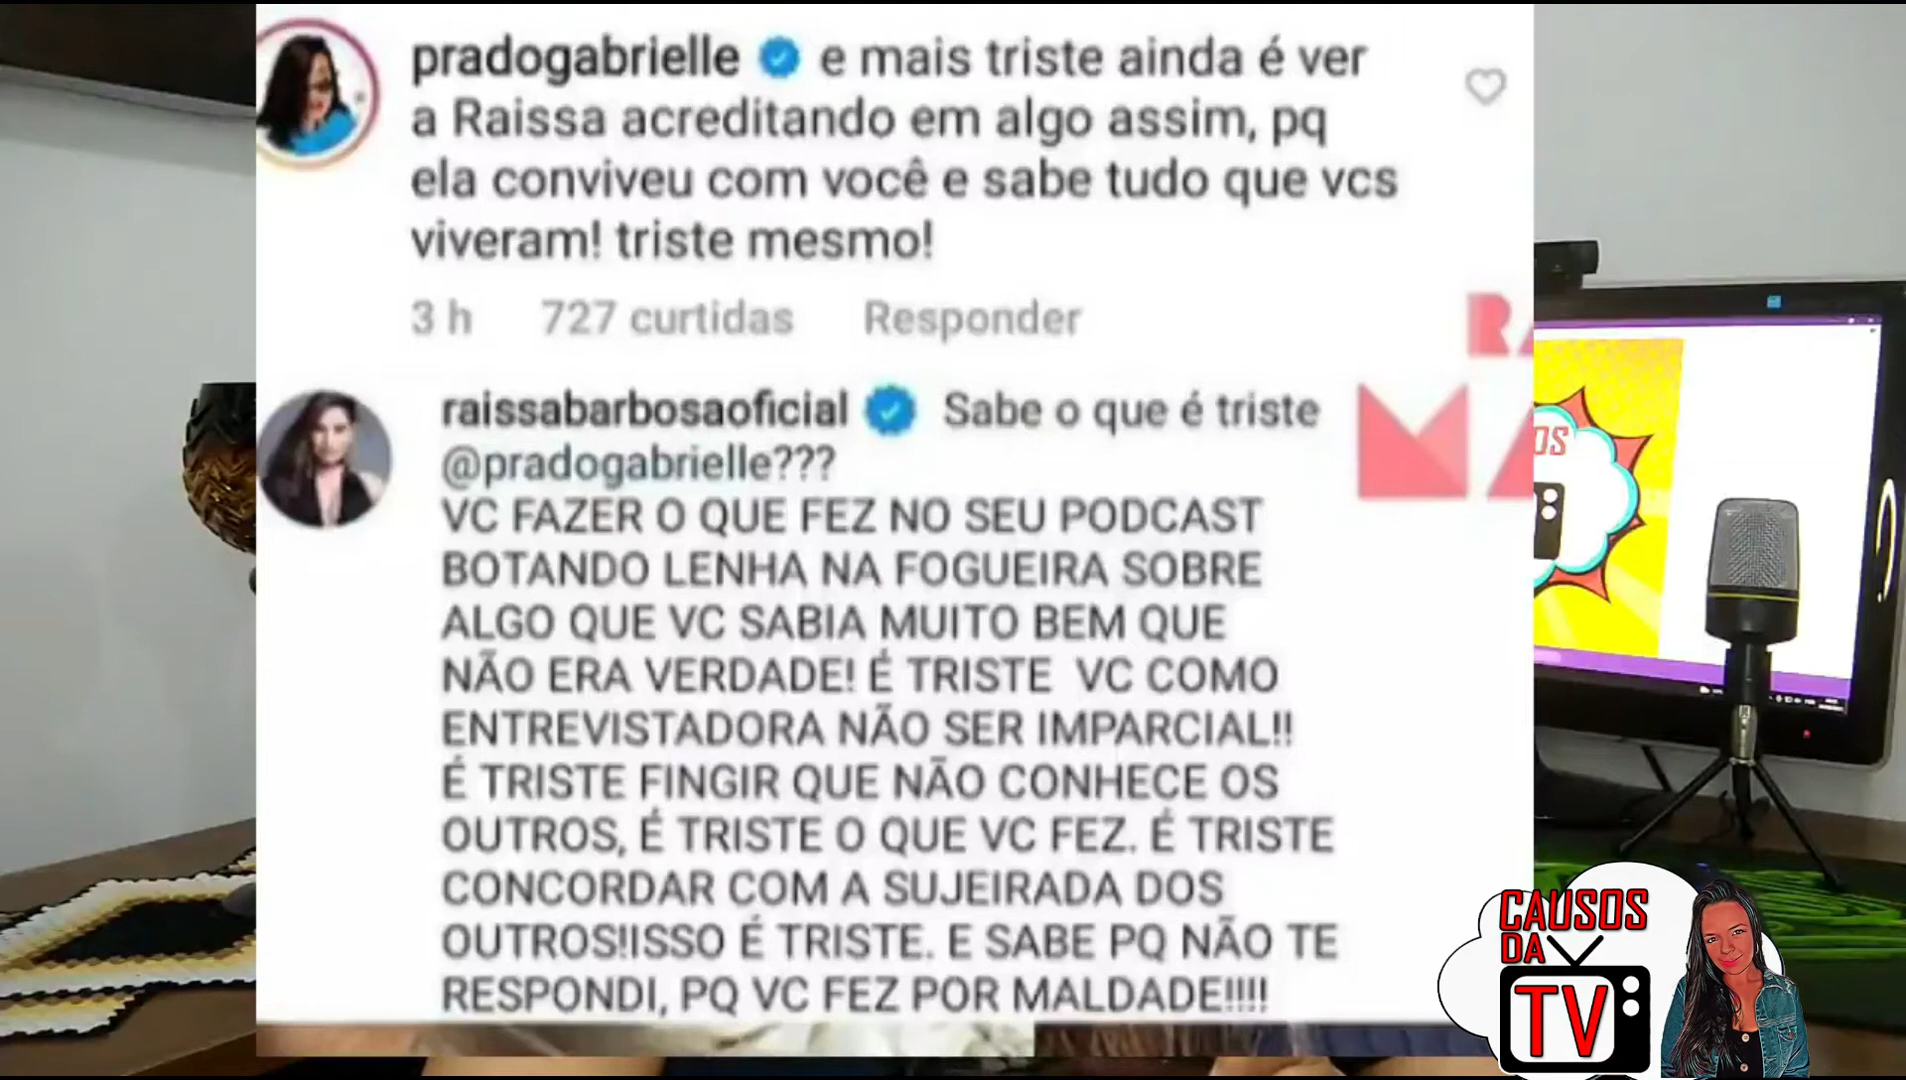 pradogabrielle e mais triste ainda é ver
a Raissa acreditando em algo assim, pq
ela conviveu com você e sabe tudo que vcs
viveram! triste mesmo!
3 h 727 curtidas Responder
raissabarbosaoficial Sabe o que é triste
@pradogabrielle???
VC FAZER O QUE FEZ NO SEU PODCAST
BOTANDO LENHA NA FOGUEIRA SOBRE
ALGO QUE VC SABIA MUITO BEM QUE
NÃO ERA VERDADE! É TRISTE VC COMO
ENTREVISTADORA NÃO SER IMPARCIAL!!
É TRISTE FINGIR QUE NÃO CONHECE OS
OUTROS, É TRISTE O QUE VC FEZ. É TRISTE
CONCORDAR COM A SUJEIRADA DOS
OUTROS!ISSO É TRISTE. E SABE PQ NÃO TE
RESPONDI, PQ VC FEZ POR MALDADE!!!!
RA
MA
OS
CAUSOS
DA
TV